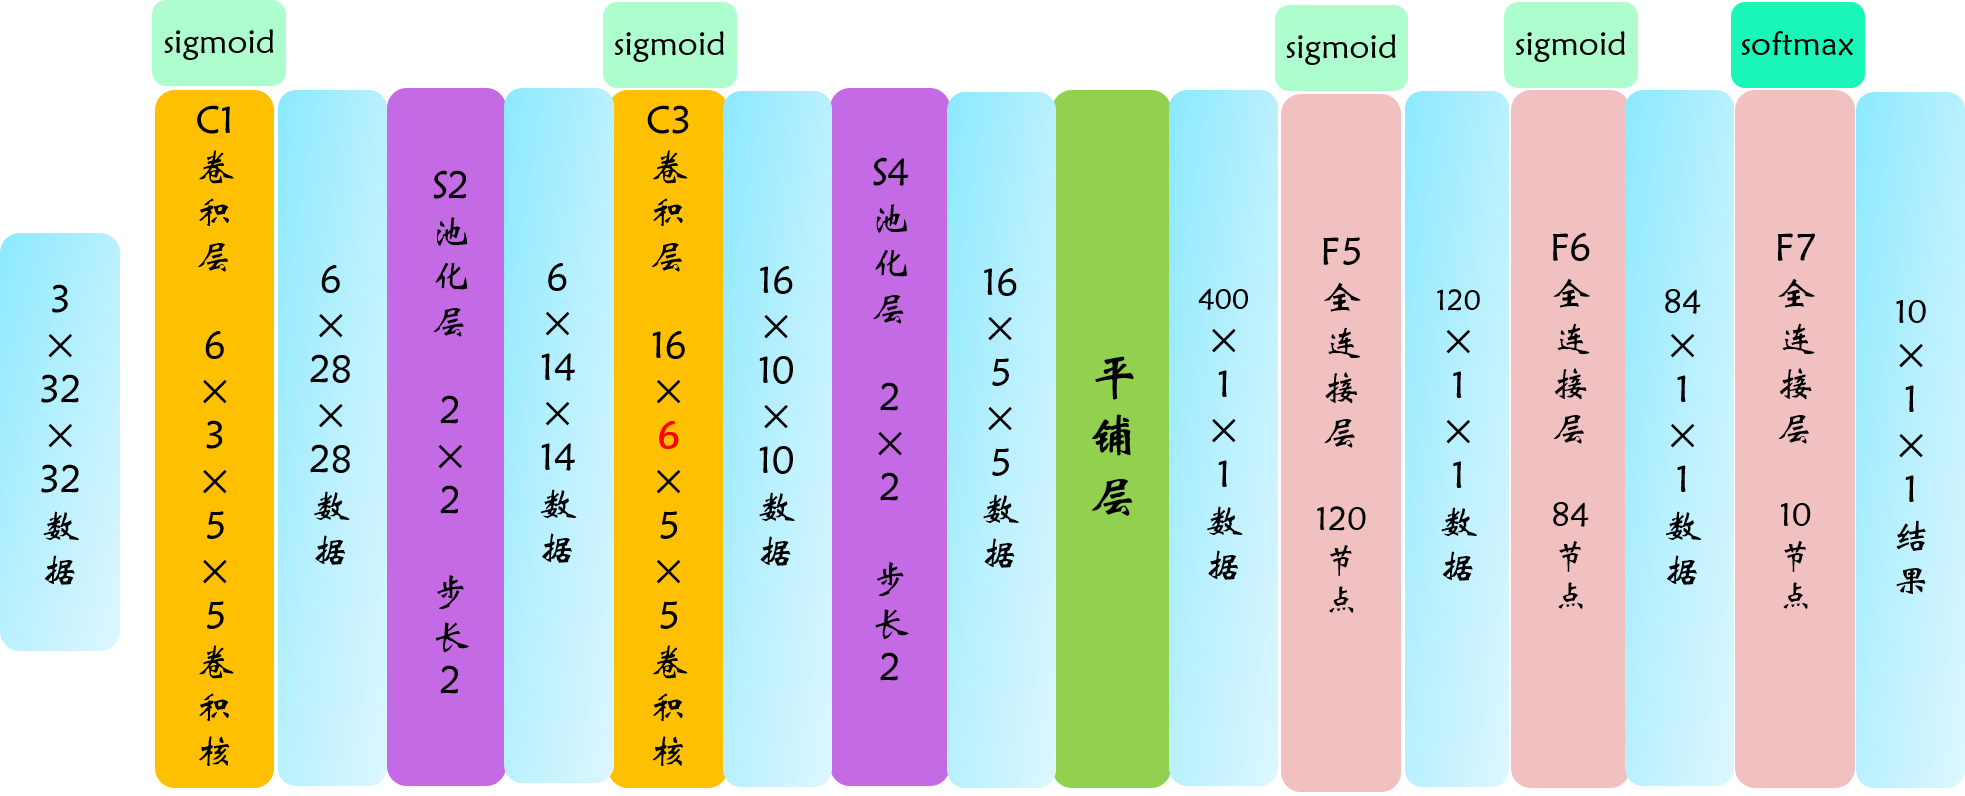 sigmoid
sigmoid
sigmoid
sigmoid
softmax
3×32×32数据
C1卷积层 6×3×5×5卷积核
6×28×28数据
S2池化层 2×2 步长2
6×14×14数据
C3卷积层 16×6×5×5卷积核
16×10×10数据
S4池化层 2×2 步长2
16×5×5数据
平铺层
400×1×1数据
F5全连接层 120节点
120×1×1数据
F6全连接层 84节点
84×1×1数据
F7全连接层 10节点
10×1×1结果